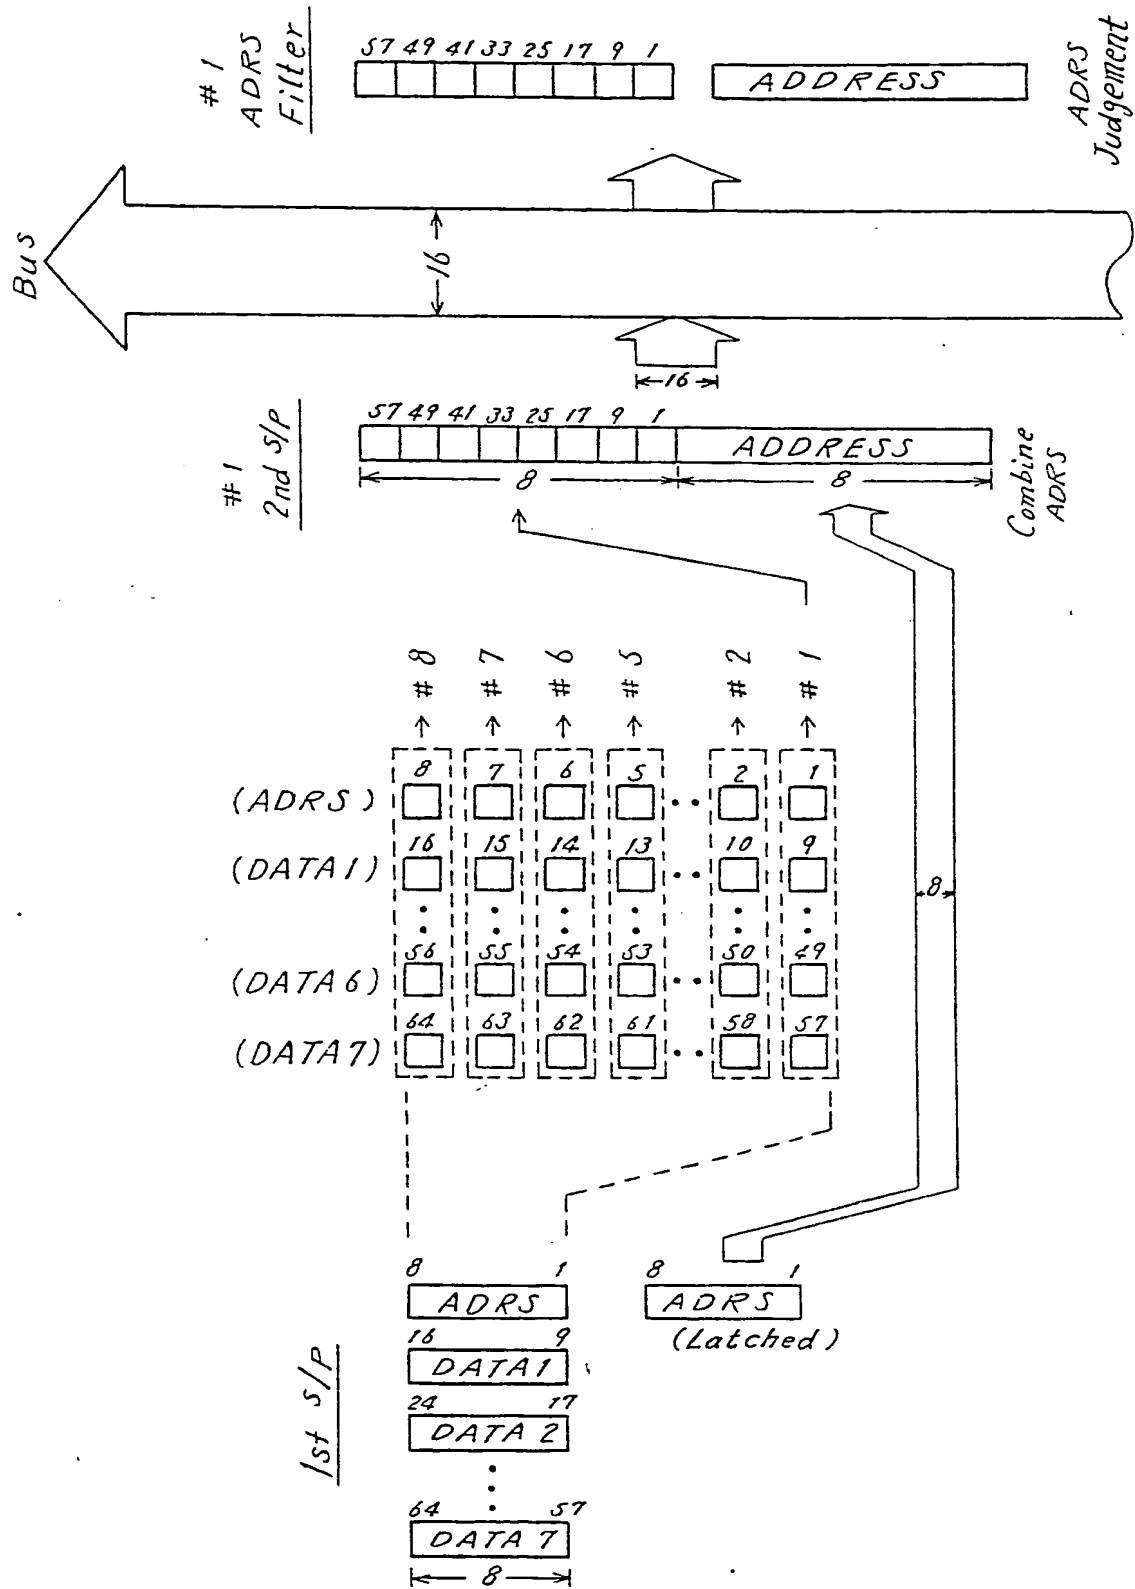 # 1
ADRS
Filter
57 49 41 33 25 17 9 1
ADDRESS
ADRS
Judgement
Bus
16
16
# 1
2nd S/P
57 49 41 33 25 17 9 1
ADDRESS
8
8
Combine
ADRS
# 8
# 7
# 6
# 5
# 2
# 1
(ADRS)
8 7 6 5 2 1
(DATA1)
16 15 14 13 10 9
(DATA6)
56 55 54 53 50 49
(DATA7)
64 63 62 61 58 57
8
1st S/P
8 1
ADRS
16 9
DATA1
24 17
DATA 2
64 57
DATA 7
8
8 1
ADRS
(Latched)